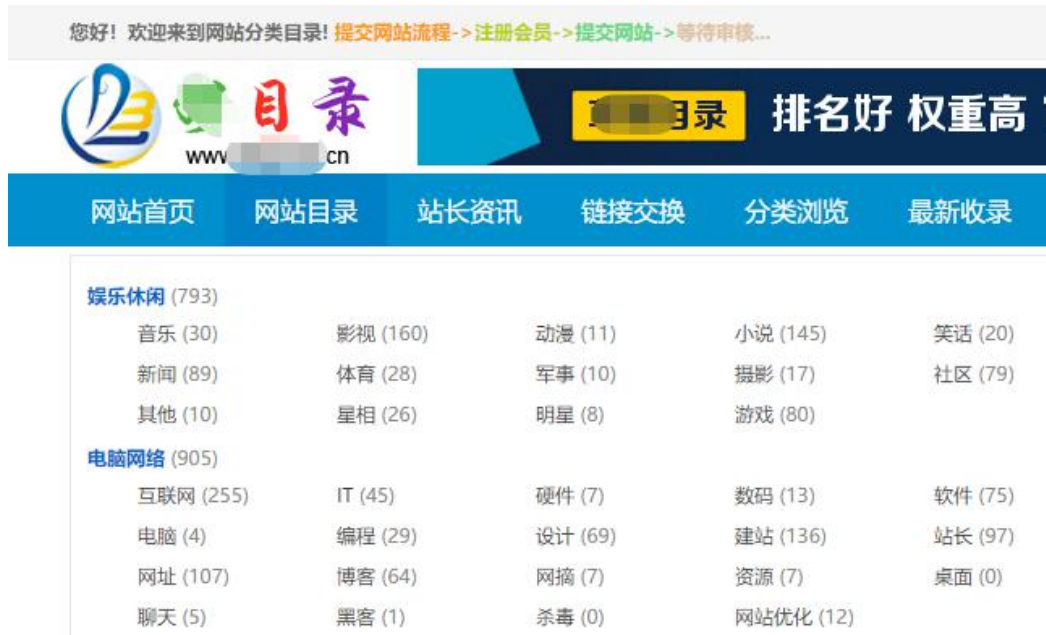 您好！欢迎来到网站分类目录! 提交网站流程->注册会员->提交网站->等待审核...
目录
www
cn
目录 排名好 权重高
网站首页 网站目录 站长资讯 链接交换 分类浏览 最新收录
娱乐休闲 (793)
音乐 (30) 影视 (160) 动漫 (11) 小说 (145) 笑话 (20)
新闻 (89) 体育 (28) 军事 (10) 摄影 (17) 社区 (79)
其他 (10) 星相 (26) 明星 (8) 游戏 (80)
电脑网络 (905)
互联网 (255) IT (45) 硬件 (7) 数码 (13) 软件 (75)
电脑 (4) 编程 (29) 设计 (69) 建站 (136) 站长 (97)
网址 (107) 博客 (64) 网摘 (7) 资源 (7) 桌面 (0)
聊天 (5) 黑客 (1) 杀毒 (0) 网站优化 (12)